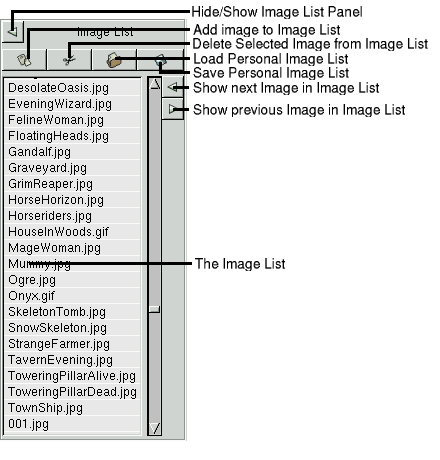 Hide/Show Image List Panel
Image List
Add image to Image List
Delete Selected Image from Image List
Load Personal Image List
Save Personal Image List
Show next Image in Image List
Show previous Image in Image List
DesolateOasis.jpg
EveningWizard.jpg
FelineWoman.jpg
FloatingHeads.jpg
Gandalf.jpg
Graveyard.jpg
GrimReaper.jpg
HorseHorizon.jpg
Horseriders.jpg
HouseInWoods.gif
MageWoman.jpg
Mummy.jpg
The Image List
Ogre.jpg
Onyx.gif
SkeletonTomb.jpg
SnowSkeleton.jpg
StrangeFarmer.jpg
TavernEvening.jpg
ToweringPillarAlive.jpg
ToweringPillarDead.jpg
TownShip.jpg
001.jpg